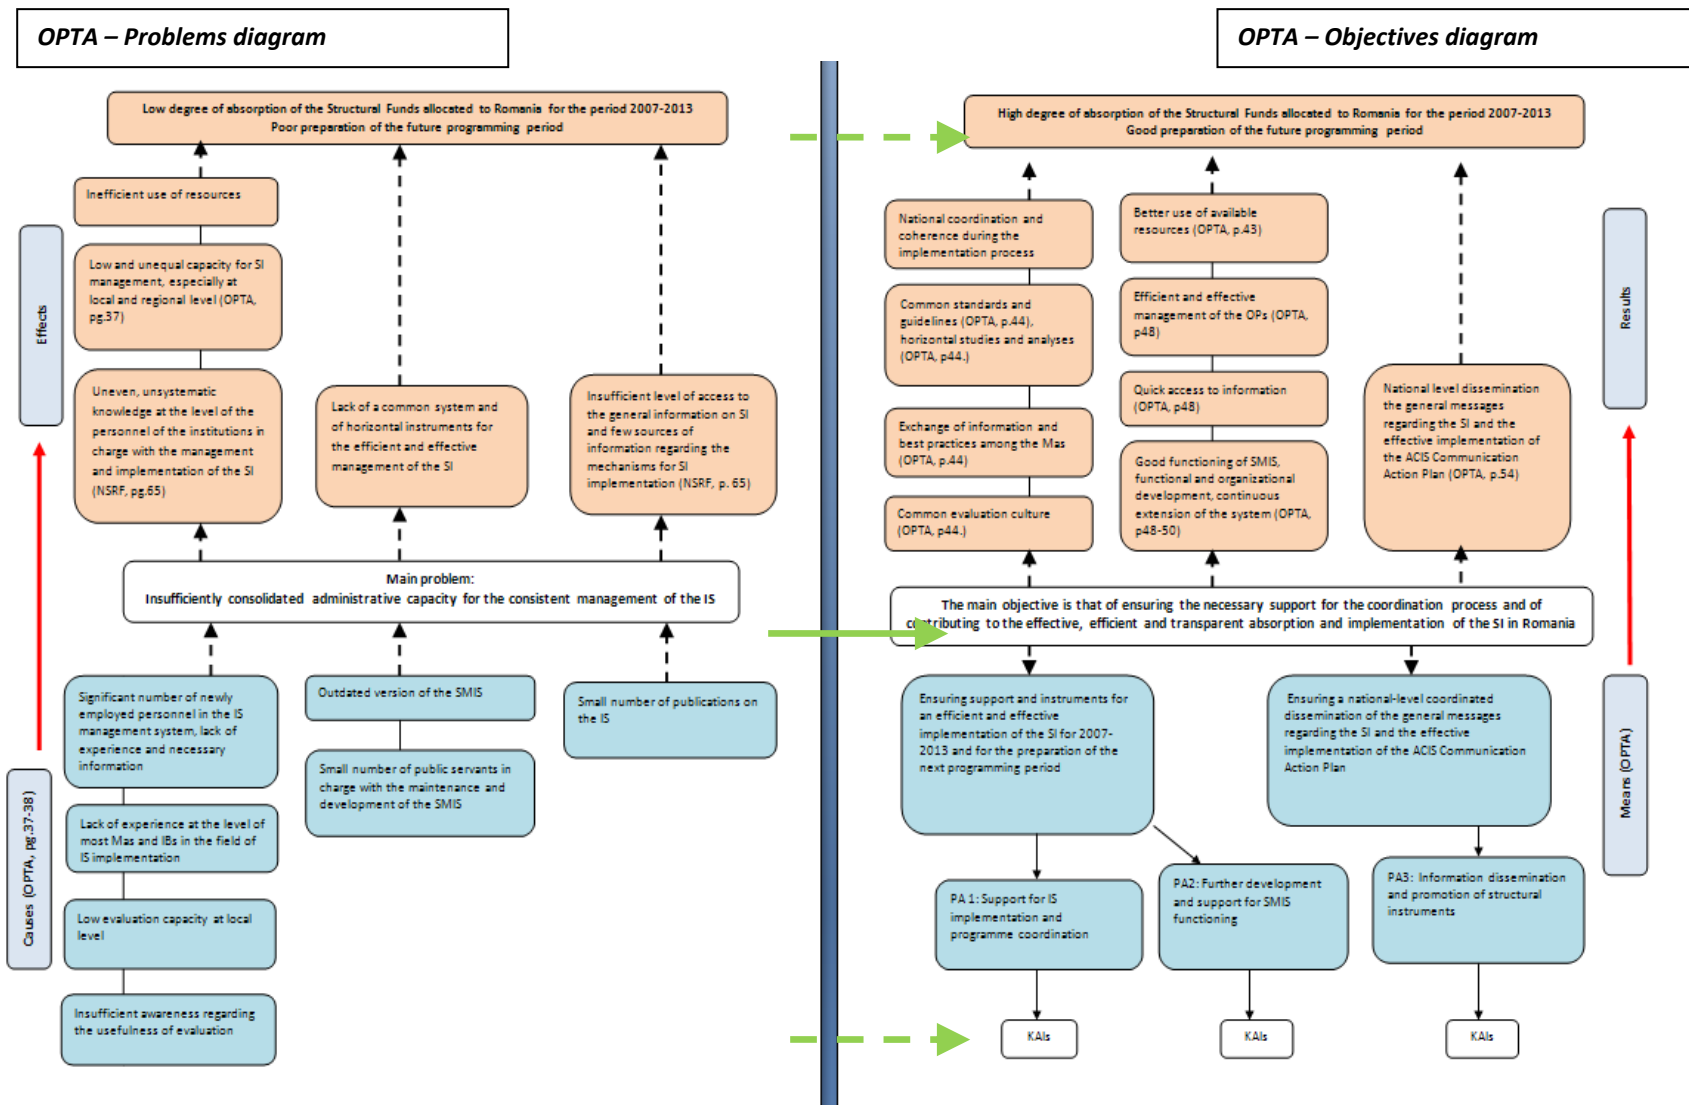 OPTA – Problems diagram
Low degree of absorption of the Structural Funds allocated to Romania for the period 2007-2013
Poor preparation of the future programming period
Inefficient use of resources
Low and unequal capacity for SI
management, especially at
local and regional level (OPTA,
pg.37)
Effects
Uneven, unsystematic
knowledge at the level of the
personnel of the institutions in
charge with the management
and implementation of the SI
(NSRF, pg.65)
Lack of a common system and
of horizontal instruments for
the efficient and effective
management of the SI
Insufficient level of access to
the general information on SI
and few sources of
information regarding the
mechanisms for SI
implementation (NSRF, p. 65)
Main problem:
Insufficiently consolidated administrative capacity for the consistent management of the IS
Significant number of newly
employed personnel in the IS
management system, lack of
experience and necessary
information
Outdated version of the SMIS
Small number of publications on
the IS
Small number of public servants in
charge with the maintenance and
development of the SMIS
Causes (OPTA, pg.37-38)
Lack of experience at the level of
most Mas and IBs in the field of
IS implementation
Low evaluation capacity at local
level
Insufficient awareness regarding
the usefulness of evaluation
OPTA – Objectives diagram
High degree of absorption of the Structural Funds allocated to Romania for the period 2007-2013
Good preparation of the future programming period
National coordination and
coherence during the
implementation process
Common standards and
guidelines (OPTA, p.44),
horizontal studies and analyses
(OPTA, p44.)
Exchange of information and
best practices among the Mas
(OPTA, p.44)
Common evaluation culture
(OPTA, p44.)
Better use of available
resources (OPTA, p.43)
Efficient and effective
management of the OPs (OPTA,
p48)
Quick access to information
(OPTA, p48)
Good functioning of SMIS,
functional and organizational
development, continuous
extension of the system (OPTA,
p48-50)
National level dissemination
the general messages
regarding the SI and the
effective implementation of
the ACIS Communication
Action Plan (OPTA, p.54)
Results
The main objective is that of ensuring the necessary support for the coordination process and of
contributing to the effective, efficient and transparent absorption and implementation of the SI in Romania
Ensuring support and instruments for
an efficient and effective
implementation of the SI for 2007-
2013 and for the preparation of the
next programming period
Ensuring a national-level coordinated
dissemination of the general messages
regarding the SI and the effective
implementation of the ACIS Communication
Action Plan
Means (OPTA)
PA 1: Support for IS
implementation and
programme coordination
PA2: Further development
and support for SMIS
functioning
PA3: Information dissemination
and promotion of structural
instruments
KAIs
KAIs
KAIs